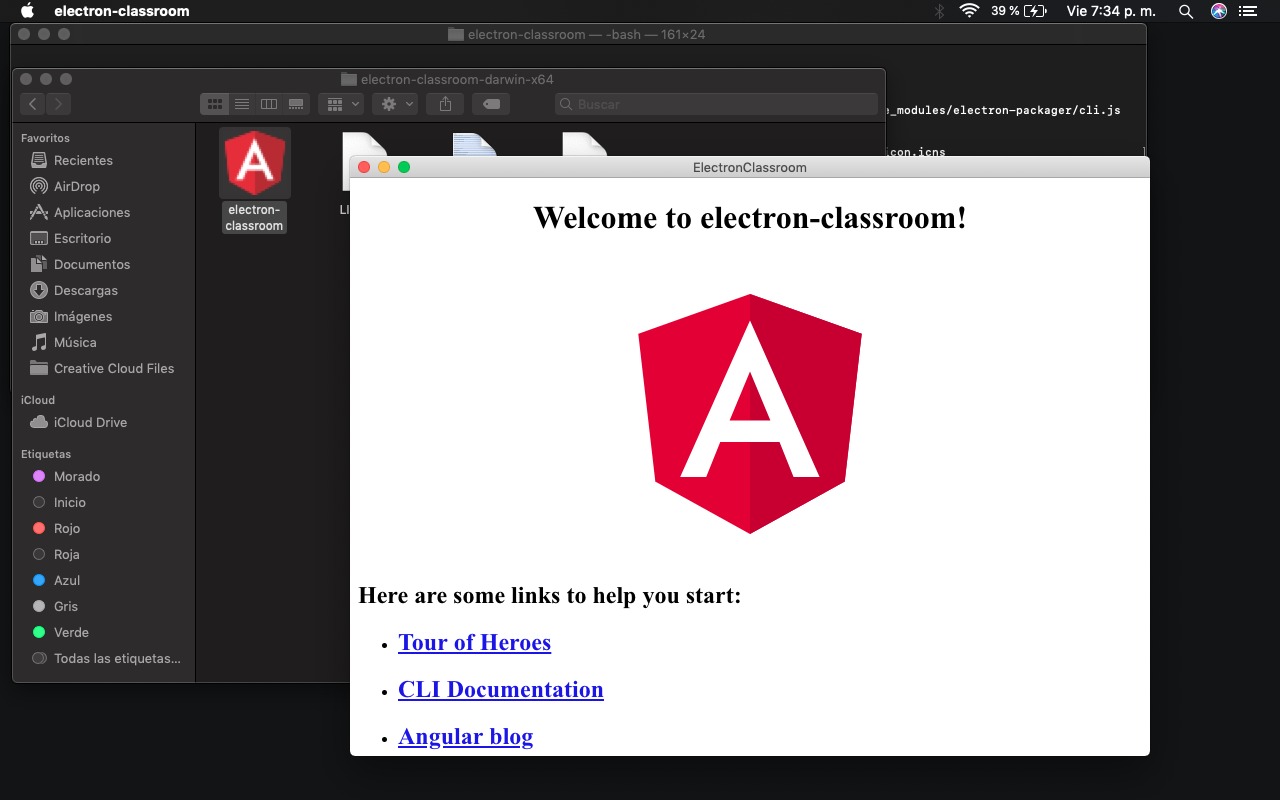 electron-classroom
39 %
Vie 7:34 p. m.
electron-classroom — -bash — 161×24
electron-classroom-darwin-x64
_modules/electron-packager/cli.js
Buscar
Favoritos
Recientes
AirDrop
Aplicaciones
Escritorio
Documentos
Descargas
Imágenes
Música
Creative Cloud Files
iCloud
iCloud Drive
Etiquetas
Morado
Inicio
Rojo
Roja
Azul
Gris
Verde
Todas las etiquetas...
electron-
classroom
LI
icon.icns
ElectronClassroom
Welcome to electron-classroom!
A
Here are some links to help you start:
Tour of Heroes
CLI Documentation
Angular blog